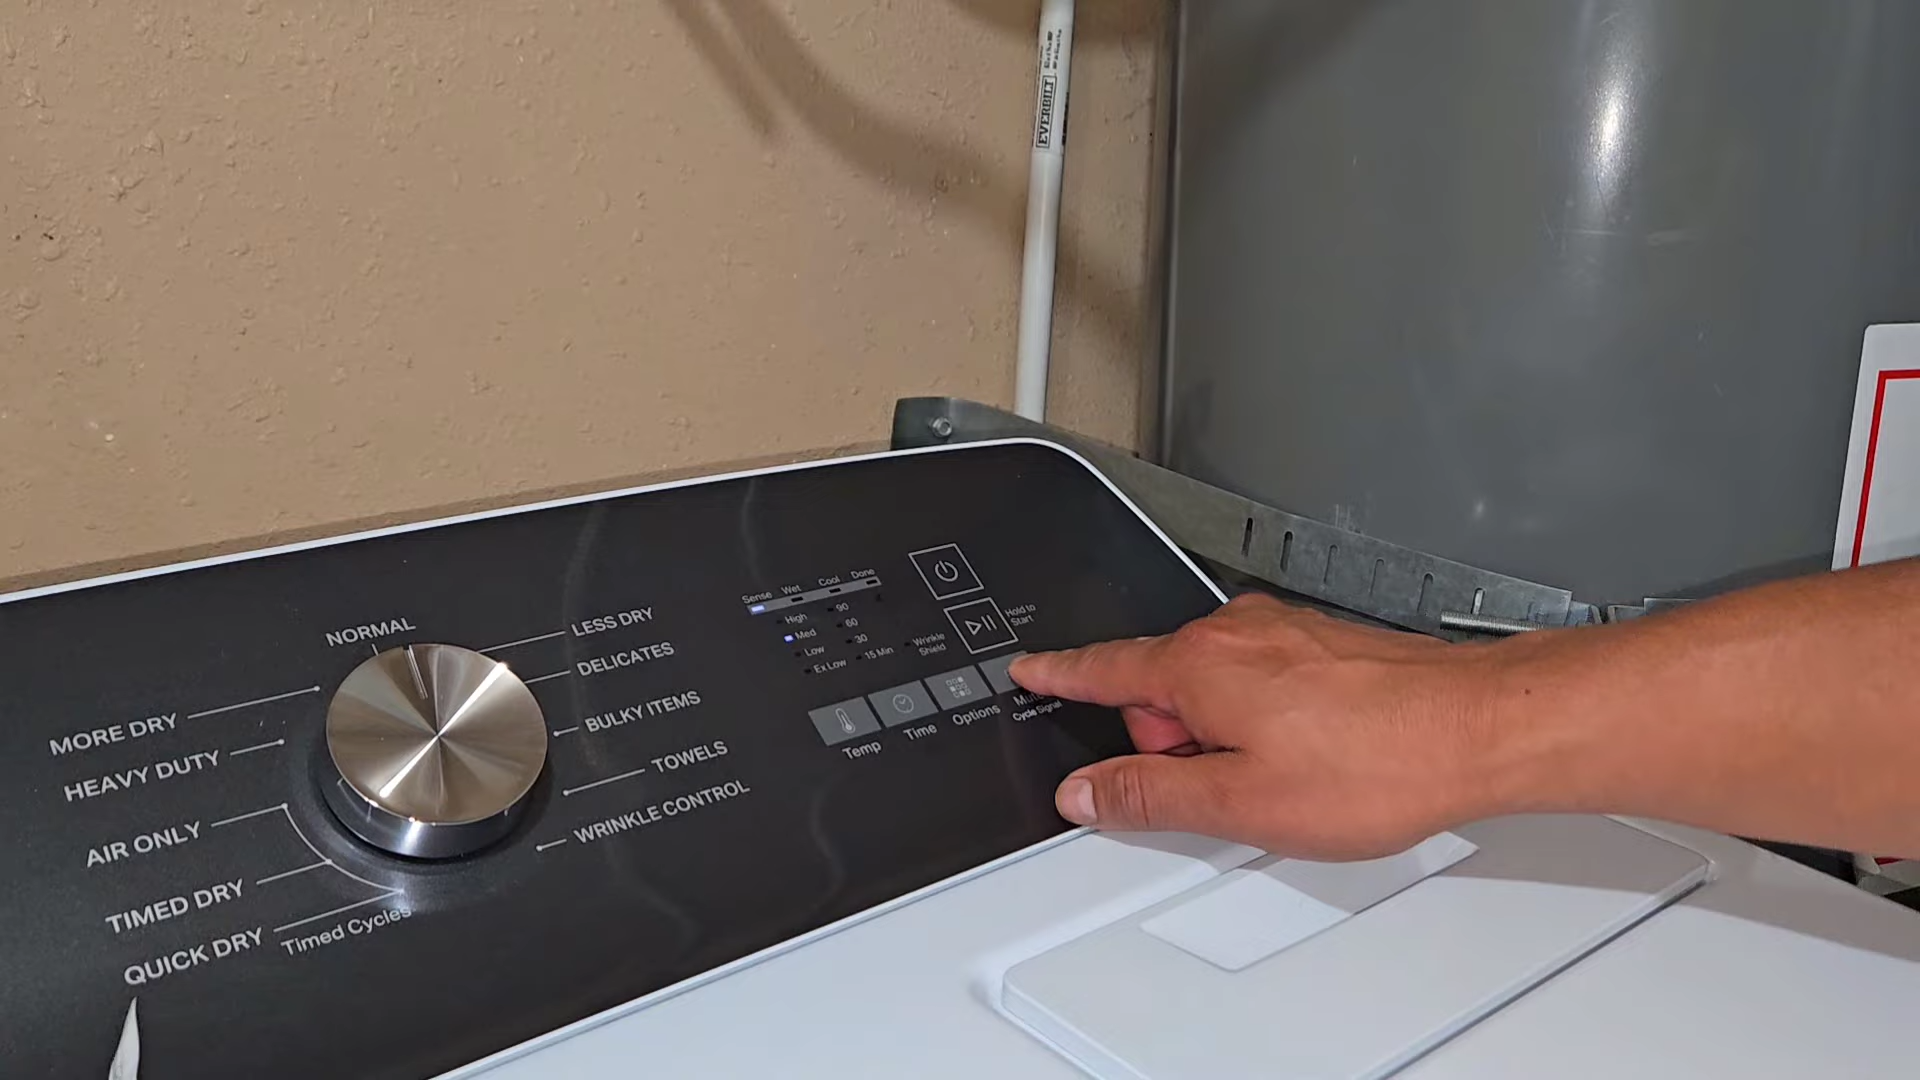 EVERBILT
Sense Wet Cool Done
High 90
Med 60
Low 30
Ex Low 15 Min Wrinkle Shield
Hold to
Start
Temp Time Options
Cycle Signal
NORMAL
LESS DRY
DELICATES
BULKY ITEMS
TOWELS
WRINKLE CONTROL
MORE DRY
HEAVY DUTY
AIR ONLY
TIMED DRY
QUICK DRY
Timed Cycles